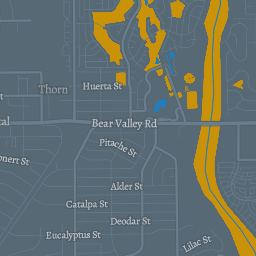 Huerta St
Thorn
Bear Valley Rd
Pitache St
Alder St
Catalpa St
Deodar St
Eucalyptus St
Lilac St